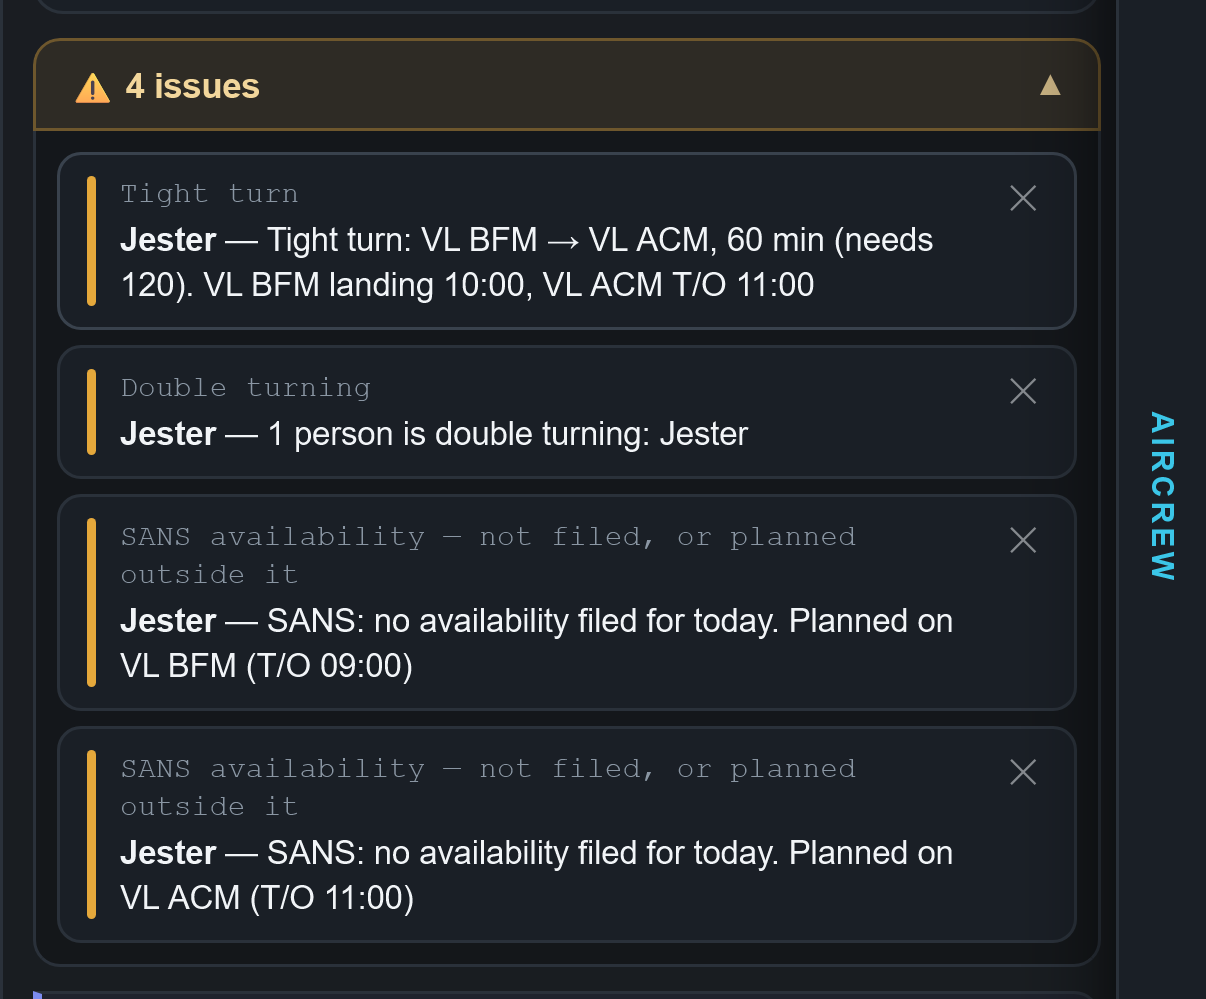 ⚠️ 4 issues ▲
Tight turn
Jester — Tight turn: VL BFM → VL ACM, 60 min (needs
120). VL BFM landing 10:00, VL ACM T/O 11:00
Double turning
Jester — 1 person is double turning: Jester
SANS availability — not filed, or planned
outside it
Jester — SANS: no availability filed for today. Planned on
VL BFM (T/O 09:00)
SANS availability — not filed, or planned
outside it
Jester — SANS: no availability filed for today. Planned on
VL ACM (T/O 11:00)
AIRCREW